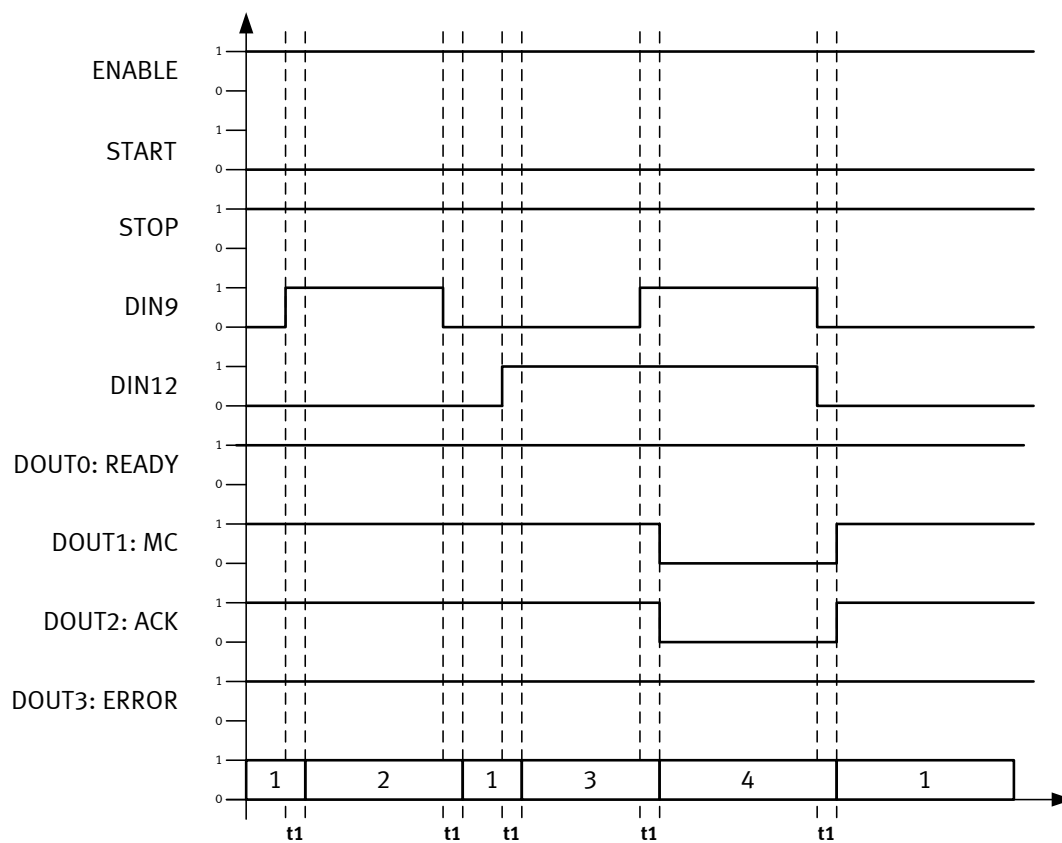 1
ENABLE
0
1
START
0
1
STOP
0
1
DIN9
0
1
DIN12
0
1
DOUT0: READY
0
1
DOUT1: MC
0
1
DOUT2: ACK
0
1
DOUT3: ERROR
0
1
1 2 1 3 4 1
0
t1 t1 t1 t1 t1